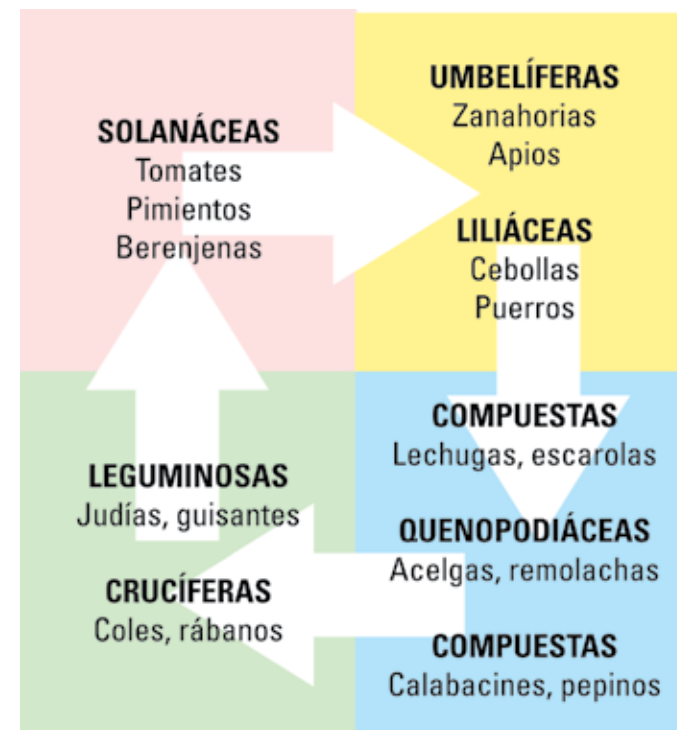 SOLANÁCEAS
Tomates
Pimientos
Berenjenas
UMBELÍFERAS
Zanahorias
Apios
LILIÁCEAS
Cebollas
Puerros
LEGUMINOSAS
Judías, guisantes
CRUCÍFERAS
Coles, rábanos
COMPUESTAS
Lechugas, escarolas
QUENOPODIÁCEAS
Acelgas, remolachas
COMPUESTAS
Calabacines, pepinos